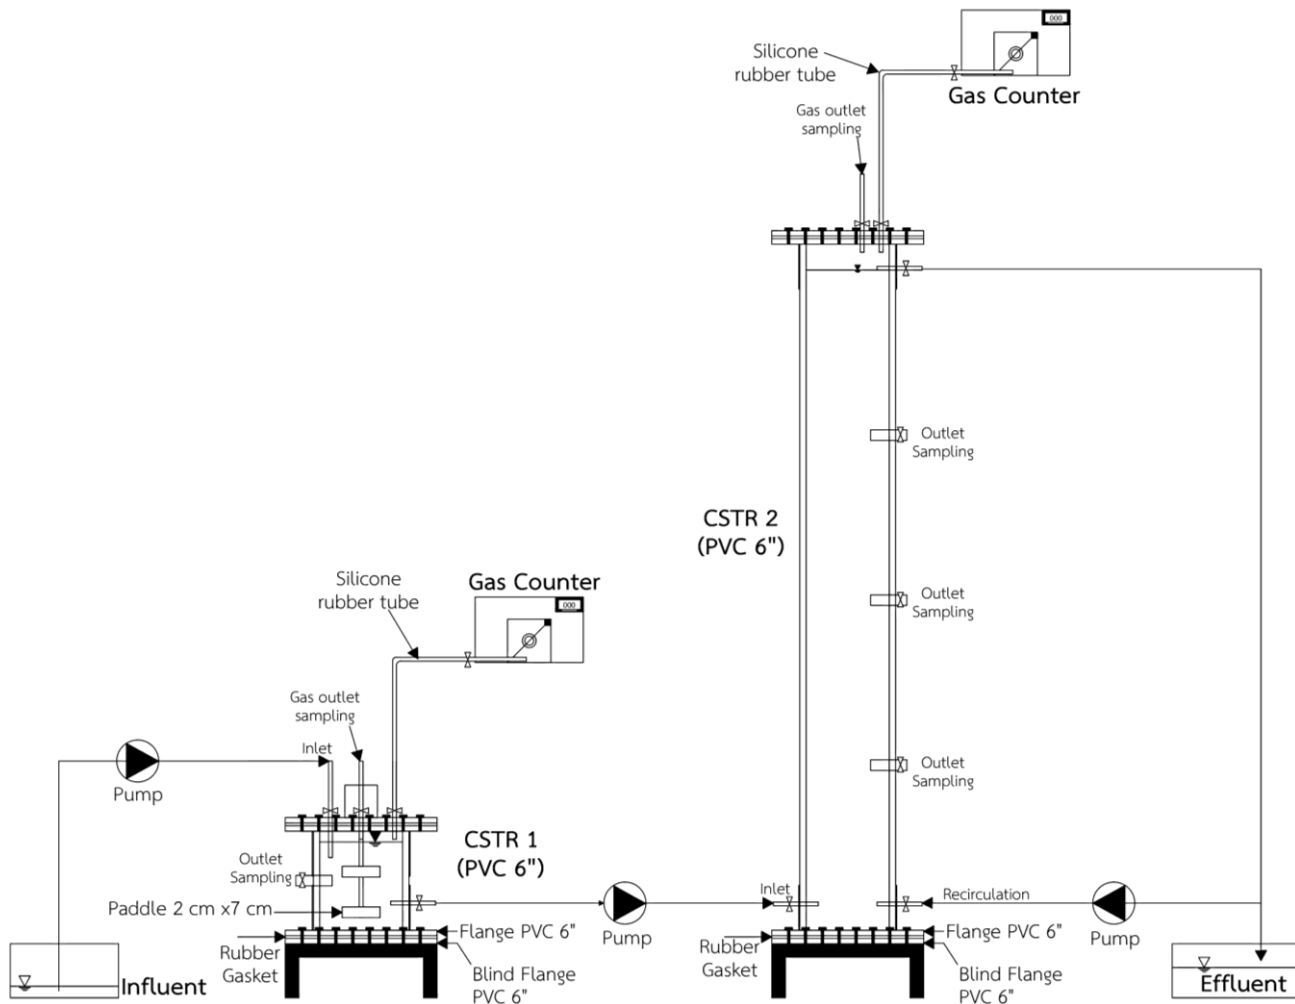 000
Silicone
rubber tube
Gas Counter
Gas outlet
sampling
Outlet
Sampling
CSTR 2
(PVC 6")
Silicone
rubber tube
Gas Counter
000
Outlet
Sampling
Gas outlet
sampling
Inlet
Pump
Outlet
Sampling
CSTR 1
(PVC 6")
Outlet
Sampling
Paddle 2 cm x7 cm
Inlet
Recirculation
Pump
Pump
Flange PVC 6"
Flange PVC 6"
Rubber
Gasket
Rubber
Gasket
Blind Flange
PVC 6"
Blind Flange
PVC 6"
Influent
Effluent